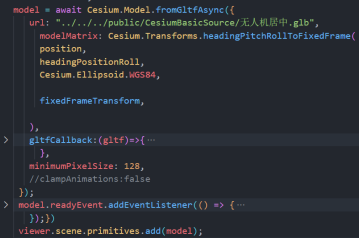 model = await Cesium.Model.fromGltfAsync({
url: "../../../public/CesiumBasicSource/无人机居中.glb",
modelMatrix: Cesium.Transforms.headingPitchRollToFixedFrame(
position,
headingPositionRoll,
Cesium.Ellipsoid.WGS84,
fixedFrameTransform,
),
gltfCallback:(gltf)=>{ ···
},
minimumPixelSize: 128,
//clampAnimations:false
});
model.readyEvent.addEventListener(() => { ···
});})
viewer.scene.primitives.add(model);